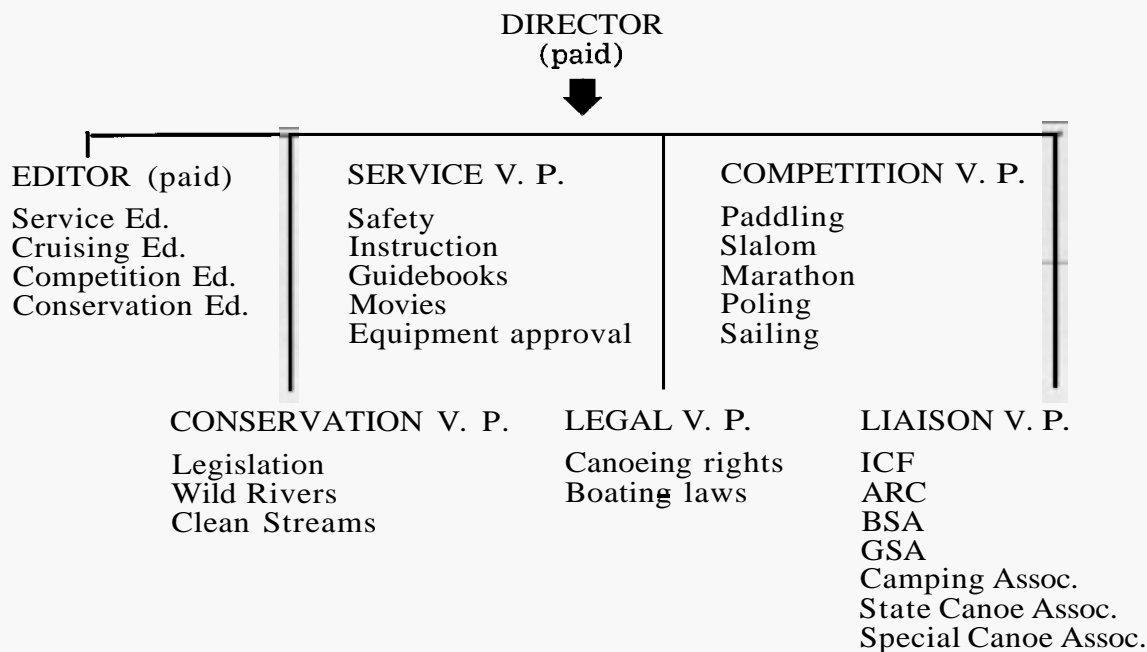 DIRECTOR
(paid)
EDITOR (paid)
Service Ed.
Cruising Ed.
Competition Ed.
Conservation Ed.
SERVICE V. P.
Safety
Instruction
Guidebooks
Movies
Equipment approval
COMPETITION V. P.
Paddling
Slalom
Marathon
Poling
Sailing
CONSERVATION V. P.
Legislation
Wild Rivers
Clean Streams
LEGAL V. P.
Canoeing rights
Boating laws
LIAISON V. P.
ICF
ARC
BSA
GSA
Camping Assoc.
State Canoe Assoc.
Special Canoe Assoc.